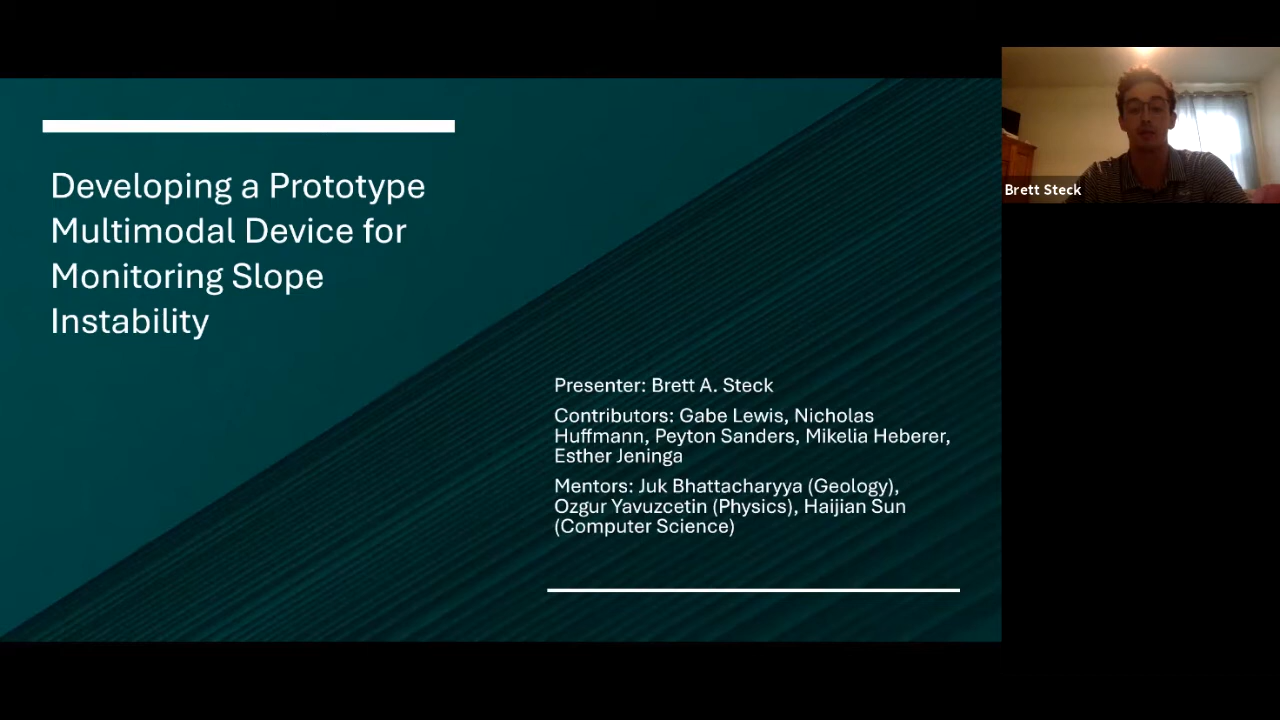 Developing a Prototype
Multimodal Device for
Monitoring Slope
Instability
Presenter: Brett A. Steck
Contributors: Gabe Lewis, Nicholas
Huffmann, Peyton Sanders, Mikelia Heberer,
Esther Jeninga
Mentors: Juk Bhattacharyya (Geology),
Ozgur Yavuzcetin (Physics), Haijian Sun
(Computer Science)
Brett Steck